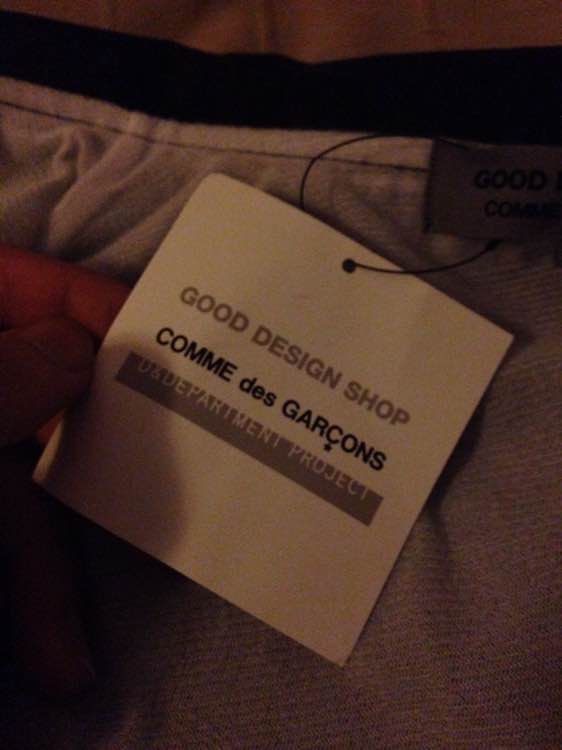 GOOD DESIGN SHOP
COMME des GARÇONS
D&DEPARTMENT PROJECT
GOOD
COMME